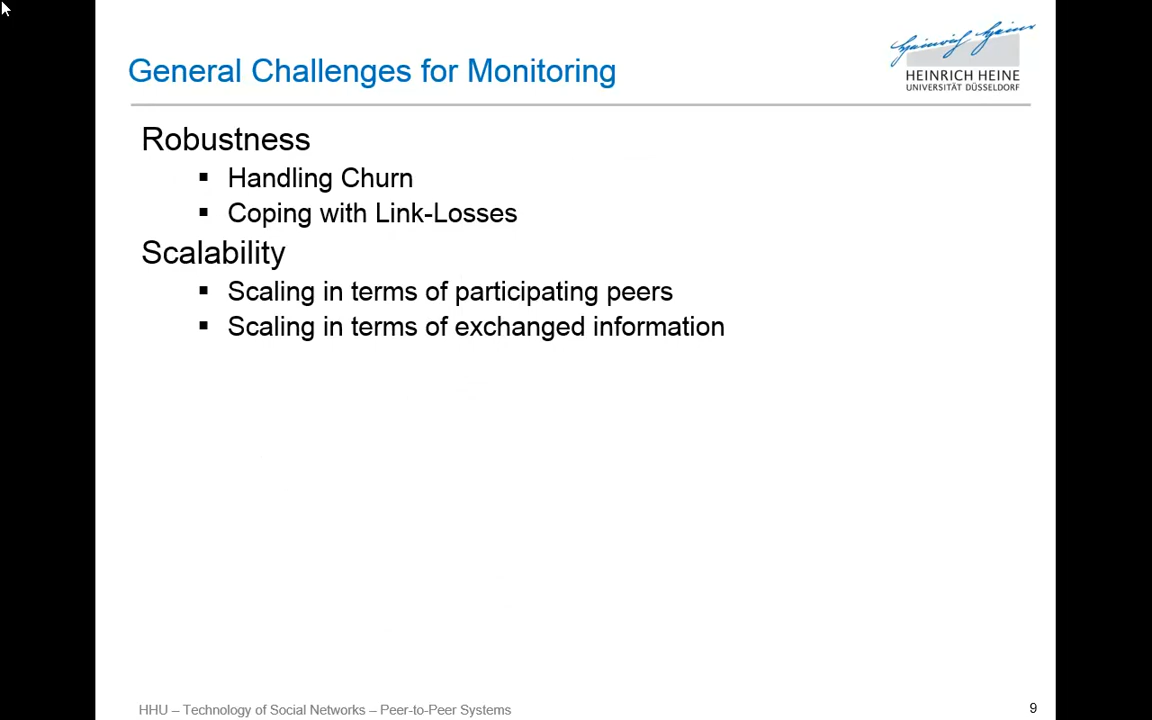 Heinrich Heine
HEINRICH HEINE
UNIVERSITÄT DÜSSELDORF
General Challenges for Monitoring
Robustness
▪ Handling Churn
▪ Coping with Link-Losses
Scalability
▪ Scaling in terms of participating peers
▪ Scaling in terms of exchanged information
HHU – Technology of Social Networks – Peer-to-Peer Systems
9